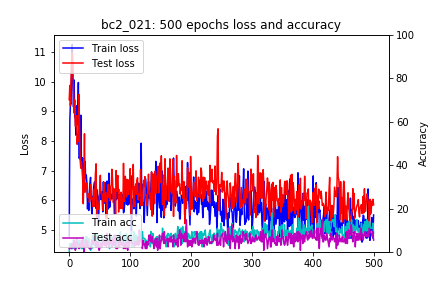 bc2_021: 500 epochs loss and accuracy
Train loss
Test loss
Train acc
Test acc
Loss
Accuracy
11
10
9
8
7
6
5
100
80
60
40
20
0
0
100
200
300
400
500